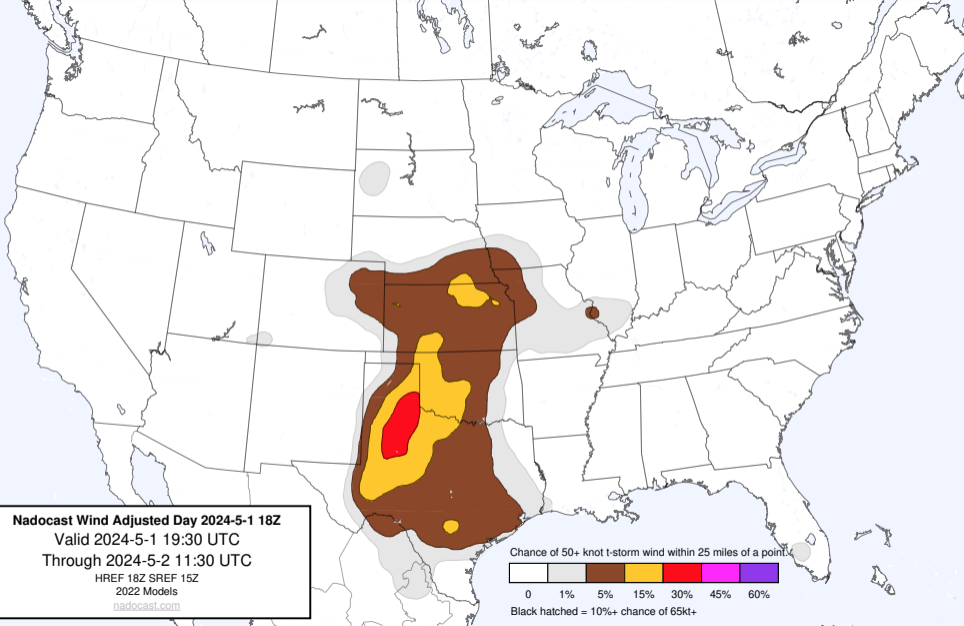 Nadocast Wind Adjusted Day 2024-5-1 18Z
Valid 2024-5-1 19:30 UTC
Through 2024-5-2 11:30 UTC
HREF 18Z SREF 15Z
2022 Models
nadocast.com
Chance of 50+ knot t-storm wind within 25 miles of a point.
0 1% 5% 15% 30% 45% 60%
Black hatched = 10%+ chance of 65kt+